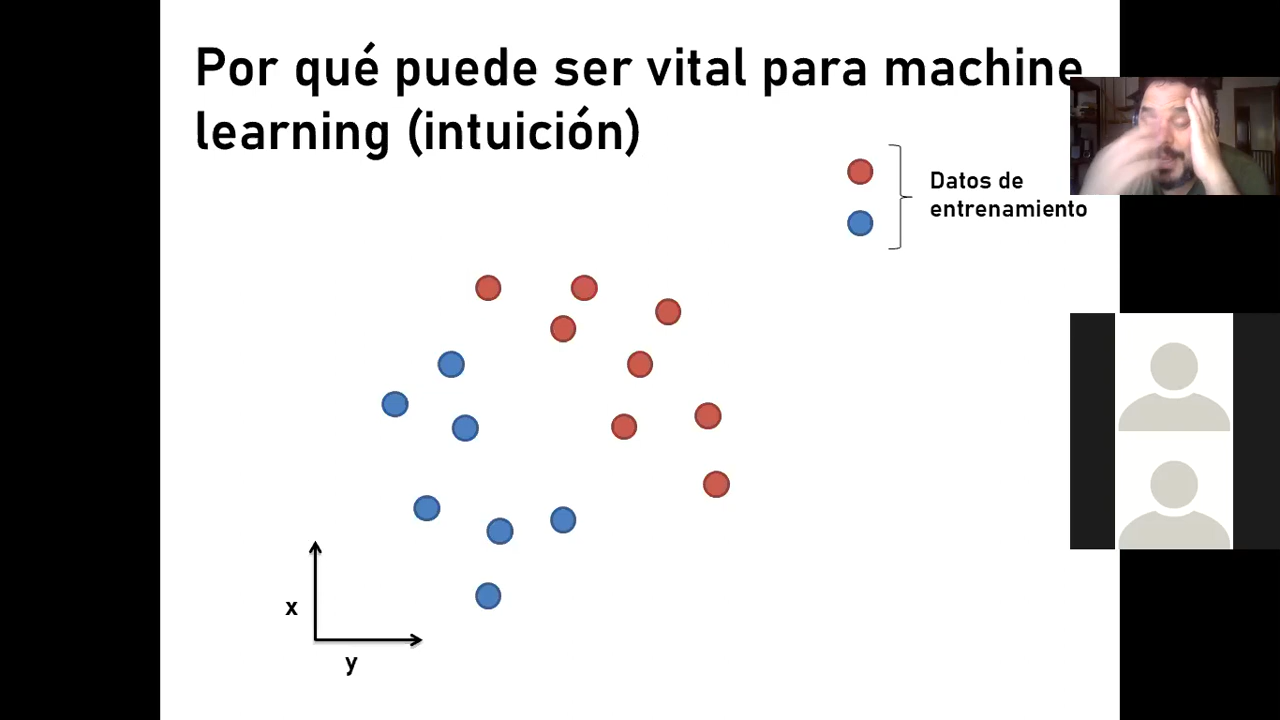 Por qué puede ser vital para machine
learning (intuición)
Datos de
entrenamiento
x
y